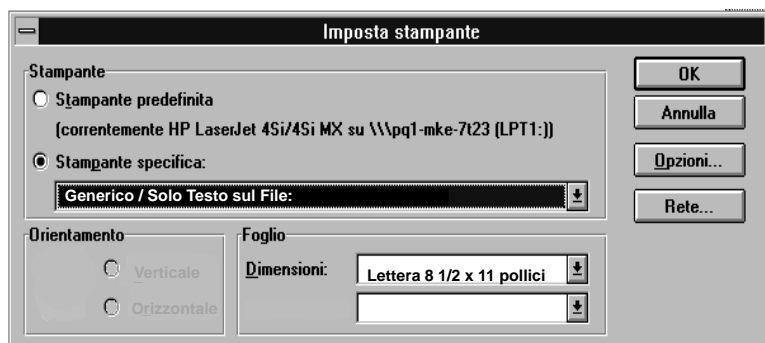 Imposta stampante
Stampante
Stampante predefinita
(correntemente HP LaserJet 4Si/4Si MX su \\\pq1-mke-7t23 (LPT1:))
Stampante specifica:
Generico / Solo Testo sul File:
OK
Annulla
Opzioni...
Rete...
Orientamento
Verticale
Orizzontale
Foglio
Dimensioni:
Lettera 8 1/2 x 11 pollici